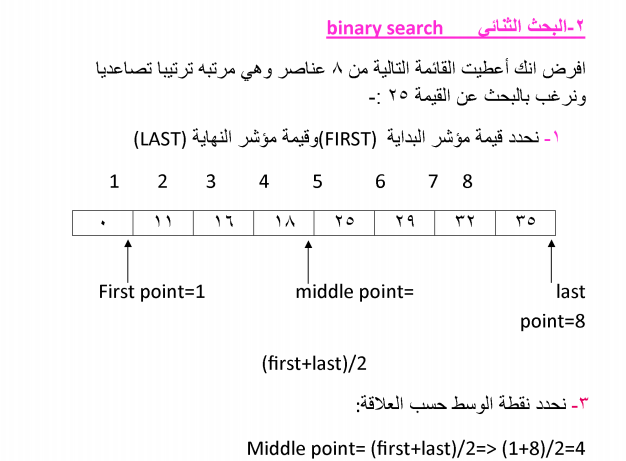 ٢-البحث الثنائي binary search
افرض انك أعطيت القائمة التالية من ٨ عناصر وهي مرتبه ترتيبا تصاعديا
ونرغب بالبحث عن القيمة ٢٥ :-
١- نحدد قيمة مؤشر البداية (FIRST)وقيمة مؤشر النهاية (LAST)
1 2 3 4 5 6 7 8
٠ ١١ ١٦ ١٨ ٢٥ ٢٩ ٣٢ ٣٥
First point=1 middle point= last
point=8
(first+last)/2
٣- نحدد نقطة الوسط حسب العلاقة:
Middle point= (first+last)/2=> (1+8)/2=4